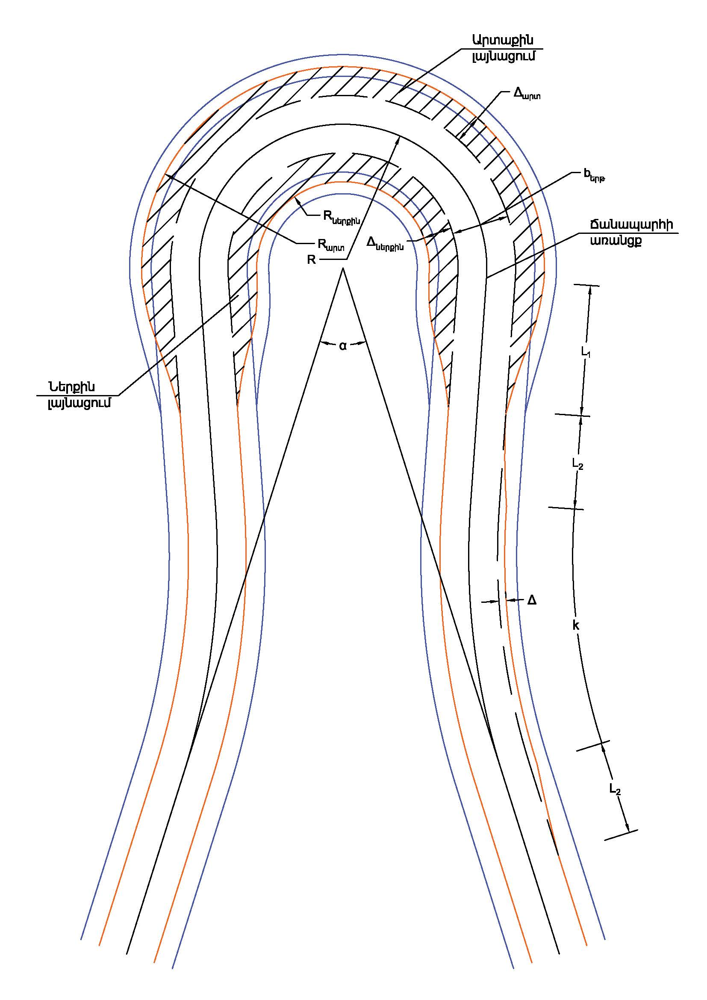 Արտաքին
լայնացում
Δարտ
bերթ
Rներքին
Ճանապարհի
առանցք
Rարտ
Δներքին
R
α
L1
Ներքին
լայնացում
L2
Δ
k
L2